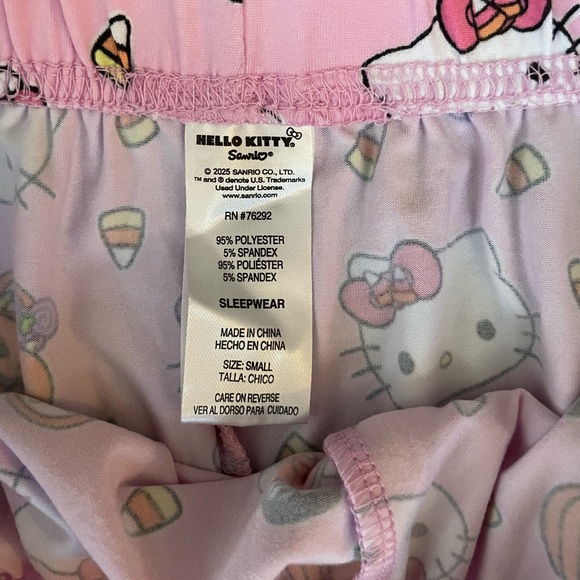 HELLO KITTY®
Sanrio®
© 2025 SANRIO CO., LTD.
™ and ® denote U.S. Trademarks
Used Under License.
www.sanrio.com
RN #76292
95% POLYESTER
5% SPANDEX
95% POLIÉSTER
5% SPANDEX
SLEEPWEAR
MADE IN CHINA
HECHO EN CHINA
SIZE: SMALL
TALLA: CHICO
CARE ON REVERSE
VER AL DORSO PARA CUIDADO